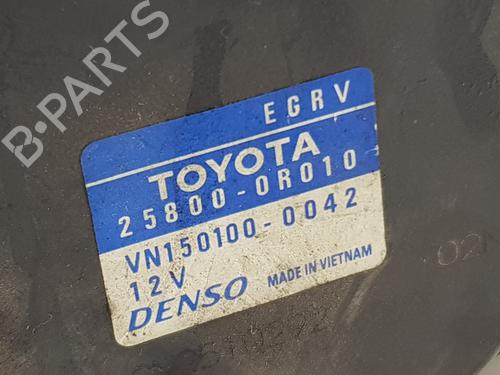 B-PARTS
EGRV
TOYOTA
25800-0R010
VN150100-0042
12V
DENSO MADE IN VIETNAM